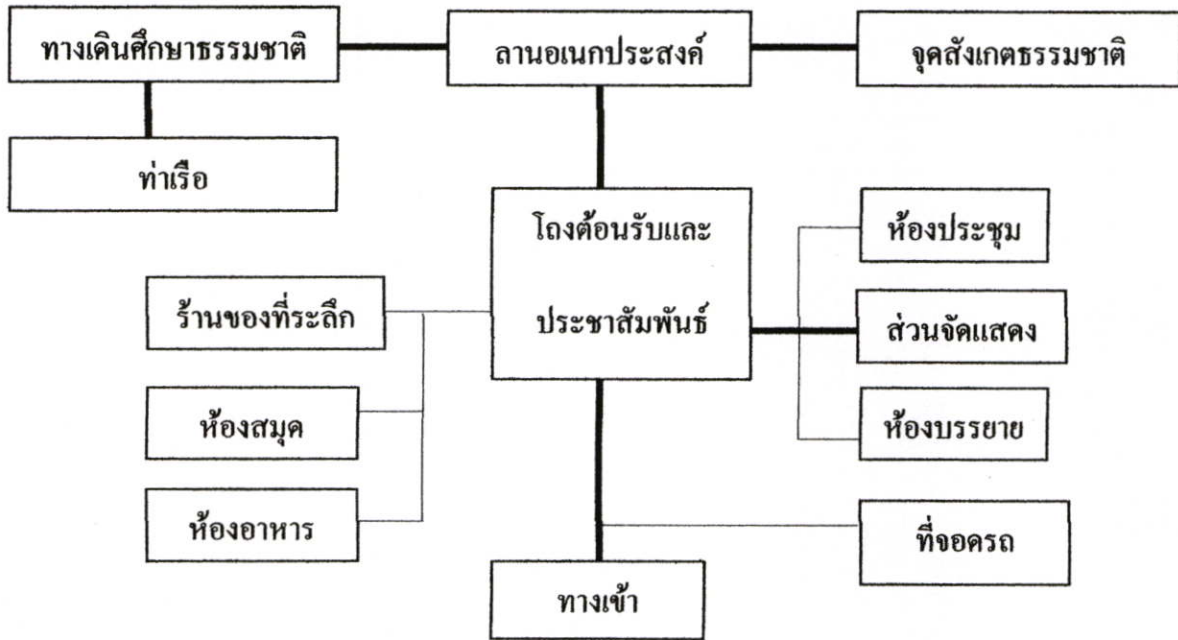 ทางเดินศึกษาธรรมชาติ
ลานอเนกประสงค์
จุดสังเกตธรรมชาติ
ท่าเรือ
โถงต้อนรับและ
ประชาสัมพันธ์
ห้องประชุม
ร้านของที่ระลึก
ส่วนจัดแสดง
ห้องสมุด
ห้องบรรยาย
ห้องอาหาร
ที่จอดรถ
ทางเข้า